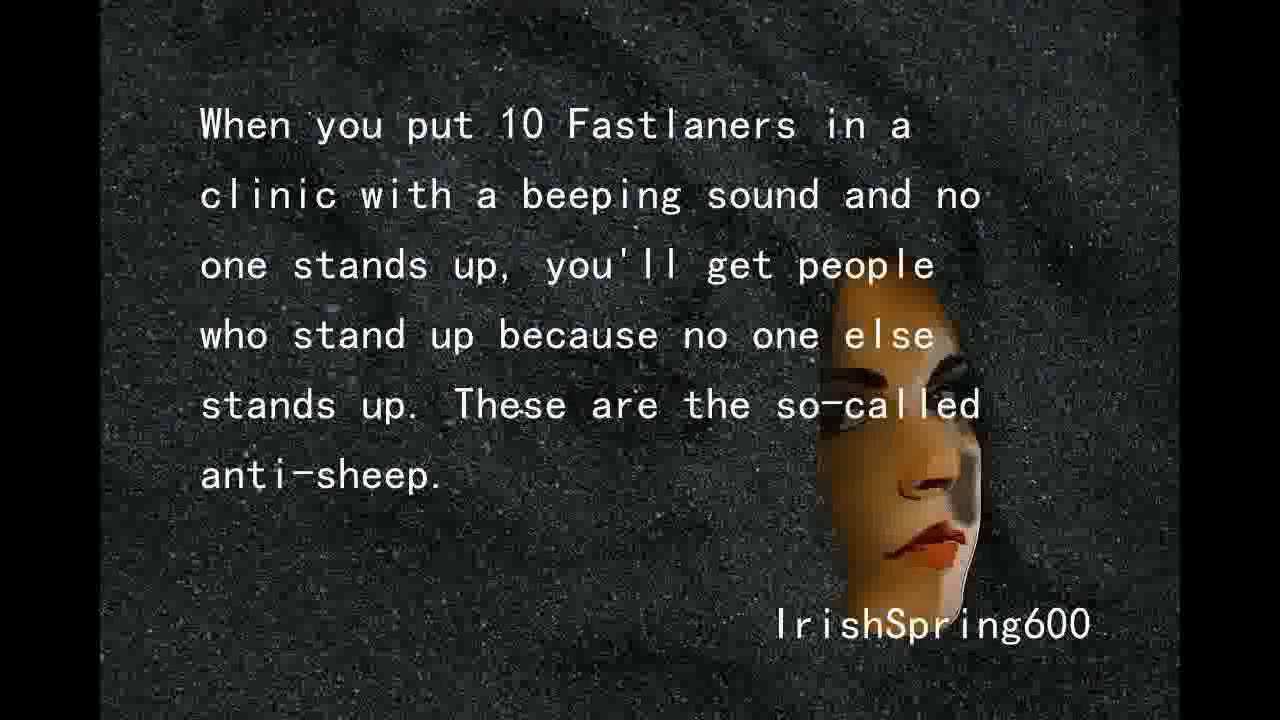 When you put 10 Fastlaners in a
clinic with a beeping sound and no
one stands up, you'll get people
who stand up because no one else
stands up. These are the so-called
anti-sheep.
IrishSpring600